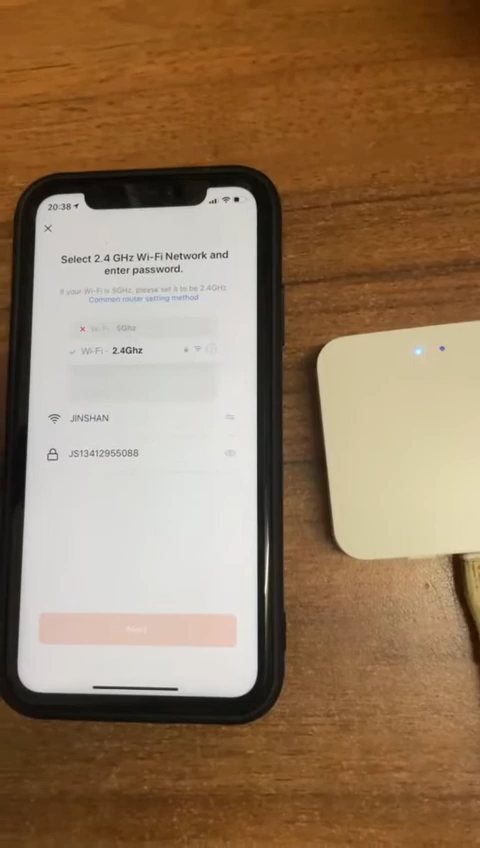 20:38
Select 2.4 GHz Wi-Fi Network and
enter password.
If your Wi-Fi is 5GHz, please set it to be 2.4GHz.
Common router setting method
Wi-Fi - 5Ghz
Wi-Fi - 2.4Ghz
JINSHAN
JS13412955088
Next